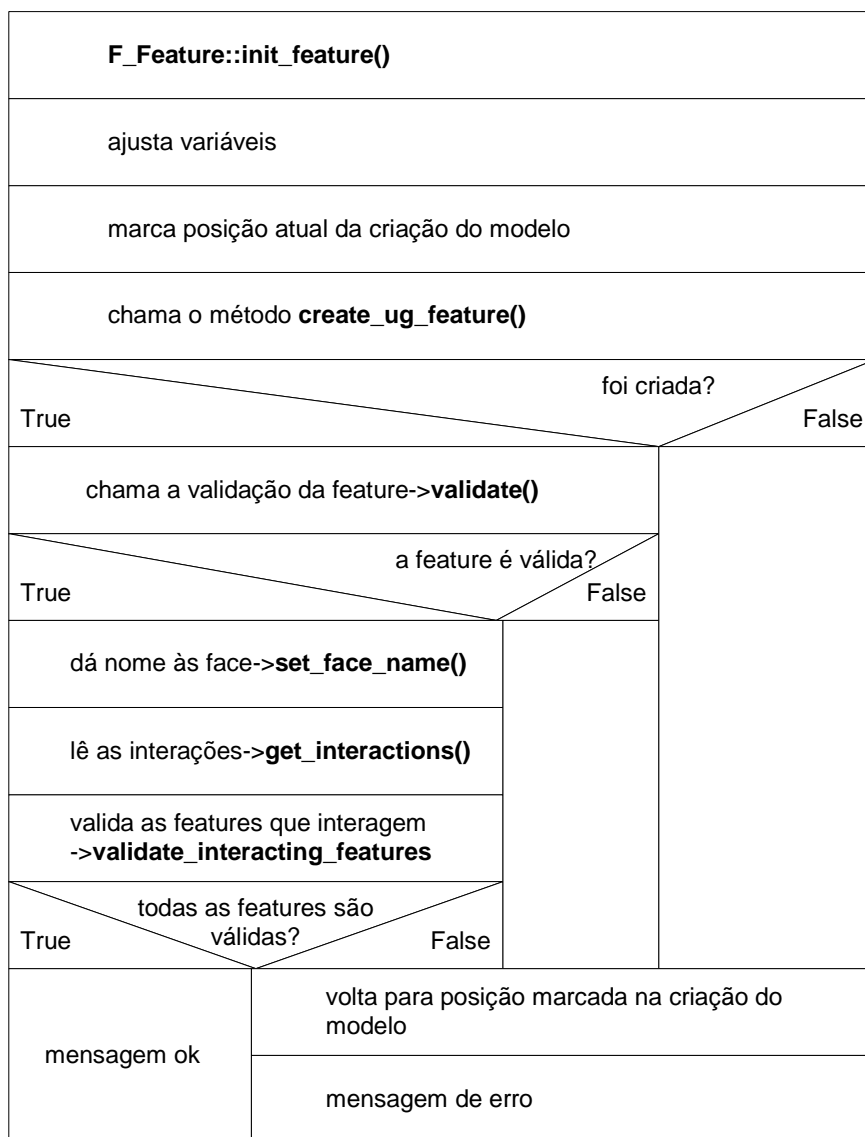 F_Feature::init_feature()
ajusta variáveis
marca posição atual da criação do modelo
chama o método create_ug_feature()
foi criada?
True
False
chama a validação da feature->validate()
a feature é válida?
True
False
dá nome às face->set_face_name()
lê as interações->get_interactions()
valida as features que interagem
->validate_interacting_features
todas as features são
válidas?
True
False
volta para posição marcada na criação do
modelo
mensagem ok
mensagem de erro